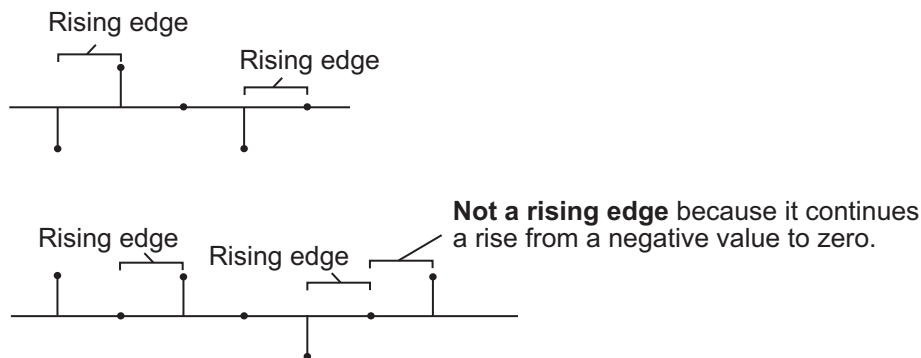 Rising edge
Rising edge
Not a rising edge because it continues
a rise from a negative value to zero.
Rising edge
Rising edge